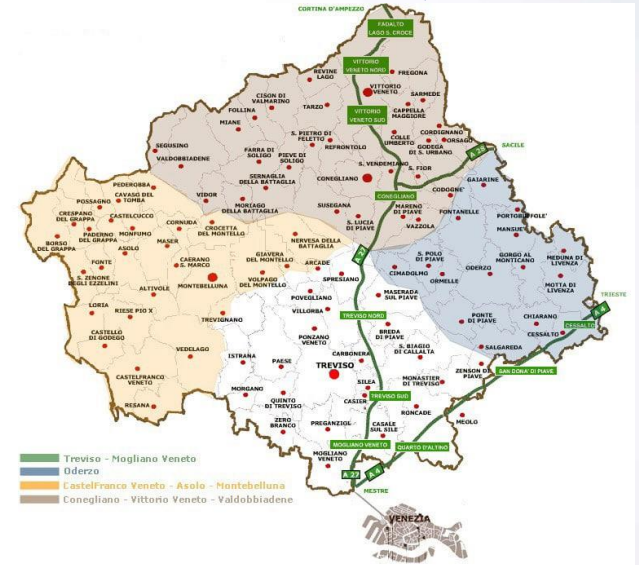 CORTINA D'AMPEZZO
FADALTO
LAGO S. CROCE
VITTORIO
VENETO NORD
FREGONA
REVINE
LAGO
VITTORIO
VENETO
SARMEDE
CISON DI
VALMARINO
TARZO
FOLLINA
MIANE
VITTORIO
VENETO SUD
CAPPELLA
MAGGIORE
CORDIGNANO
COLLE
UMBERTO
ORSAGO
GODEGA
DI S. URBANO
A 28
SACILE
S. PIETRO DI
FELETTO
REFRONTOLO
SEGUSINO
VALDOBBIADENE
FARRA DI
SOLIGO
PIEVE DI
SOLIGO
S. VENDEMIANO
S. FIOR
CONEGLIANO
SERNAGLIA
DELLA BATTAGLIA
GAIARINE
PEDEROBBA
VIDOR
CONEGLIANO
CODOGNE'
CAVASO DEL
TOMBA
POSSAGNO
MORIAGO
DELLA BATTAGLIA
SUSEGANA
MARENO
DI PIAVE
FONTANELLE
PORTOBUFFOLE'
CRESPANO
DEL GRAPPA
CASTELCUCCO
CORNUDA
CROCETTA
DEL MONTELLO
S. LUCIA
DI PIAVE
VAZZOLA
MANSUE'
PADERNO
DEL GRAPPA
MONFUMO
MASER
NERVESA DELLA
BATTAGLIA
BORSO
DEL GRAPPA
ASOLO
GIAVERA
DEL MONTELLO
A 27
S. POLO
DI PIAVE
GORGO AL
MONTICANO
MEDUNA DI
LIVENZA
FONTE
CAERANO
S. MARCO
ARCADE
CIMADOLMO
ORMELLE
ODERZO
S. ZENONE
DEGLI EZZELINI
MONTEBELLUNA
VOLPAGO
DEL MONTELLO
SPRESIANO
MOTTA DI
LIVENZA
ALTIVOLE
POVEGLIANO
MASERADA
SUL PIAVE
TRIESTE
LORIA
RIESE PIO X
TREVIGNANO
VILLORBA
TREVISO NORD
PONTE
DI PIAVE
CHIARANO
A 4
CESSALTO
CASTELLO
DI GODEGO
PONZANO
VENETO
BREDA
DI PIAVE
CESSALTO
VEDELAGO
ISTRANA
PAESE
CARBONERA
S. BIAGIO
DI CALLALTA
SALGAREDA
TREVISO
ZENSON DI
PIAVE
SAN DONA' DI PIAVE
CASTELFRANCO
VENETO
MORGANO
SILEA
MONASTIER
DI TREVISO
QUINTO
DI TREVISO
CASIER
TREVISO SUD
RESANA
RONCADE
ZERO
BRANCO
PREGANZIOL
CASALE
SUL SILE
MEOLO
MOGLIANO VENETO
QUARTO D'ALTINO
MOGLIANO
VENETO
A 27
A 4
MESTRE
Treviso - Mogliano Veneto
Oderzo
CastelFranco Veneto - Asolo - Montebelluna
Conegliano - Vittorio Veneto - Valdobbiadene
VENEZIA